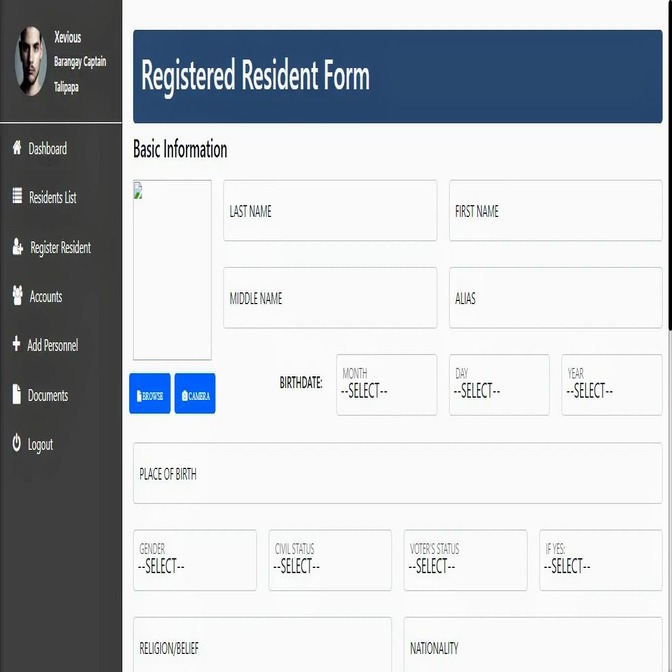 Xevious
Barangay Captain
Talipapa
Dashboard
Residents List
Register Resident
Accounts
Add Personnel
Documents
Logout
Registered Resident Form
Basic Information
LAST NAME
FIRST NAME
MIDDLE NAME
ALIAS
BROWSE
CAMERA
BIRTHDATE:
MONTH
--SELECT--
DAY
--SELECT--
YEAR
--SELECT--
PLACE OF BIRTH
GENDER
--SELECT--
CIVIL STATUS
--SELECT--
VOTER'S STATUS
--SELECT--
IF YES:
--SELECT--
RELIGION/BELIEF
NATIONALITY